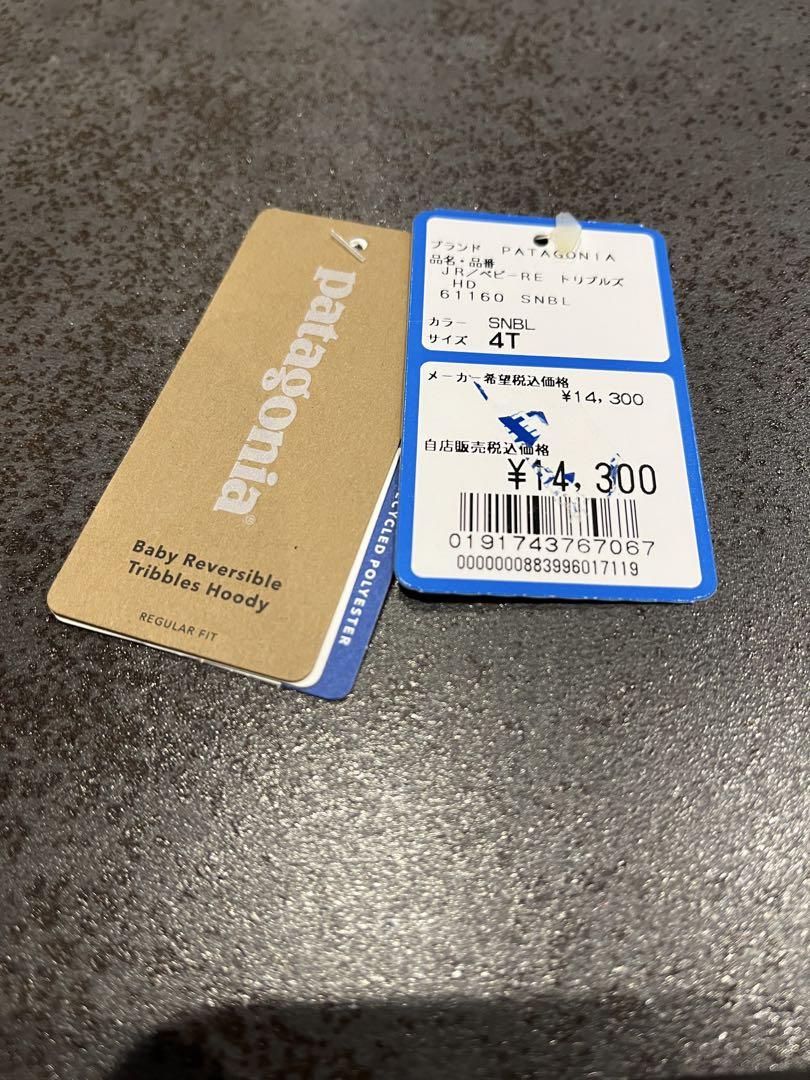 patagonia®
Baby Reversible
Tribbles Hoody
REGULAR FIT
RECYCLED POLYESTER
ブランド PATAGONIA
品名・品番
JR/ベビーRE トリブルズ
HD
61160 SNBL
カラー SNBL
サイズ 4T
メーカー希望税込価格
¥14,300
自店販売税込価格
¥14,300
0191743767067
0000000883996017119